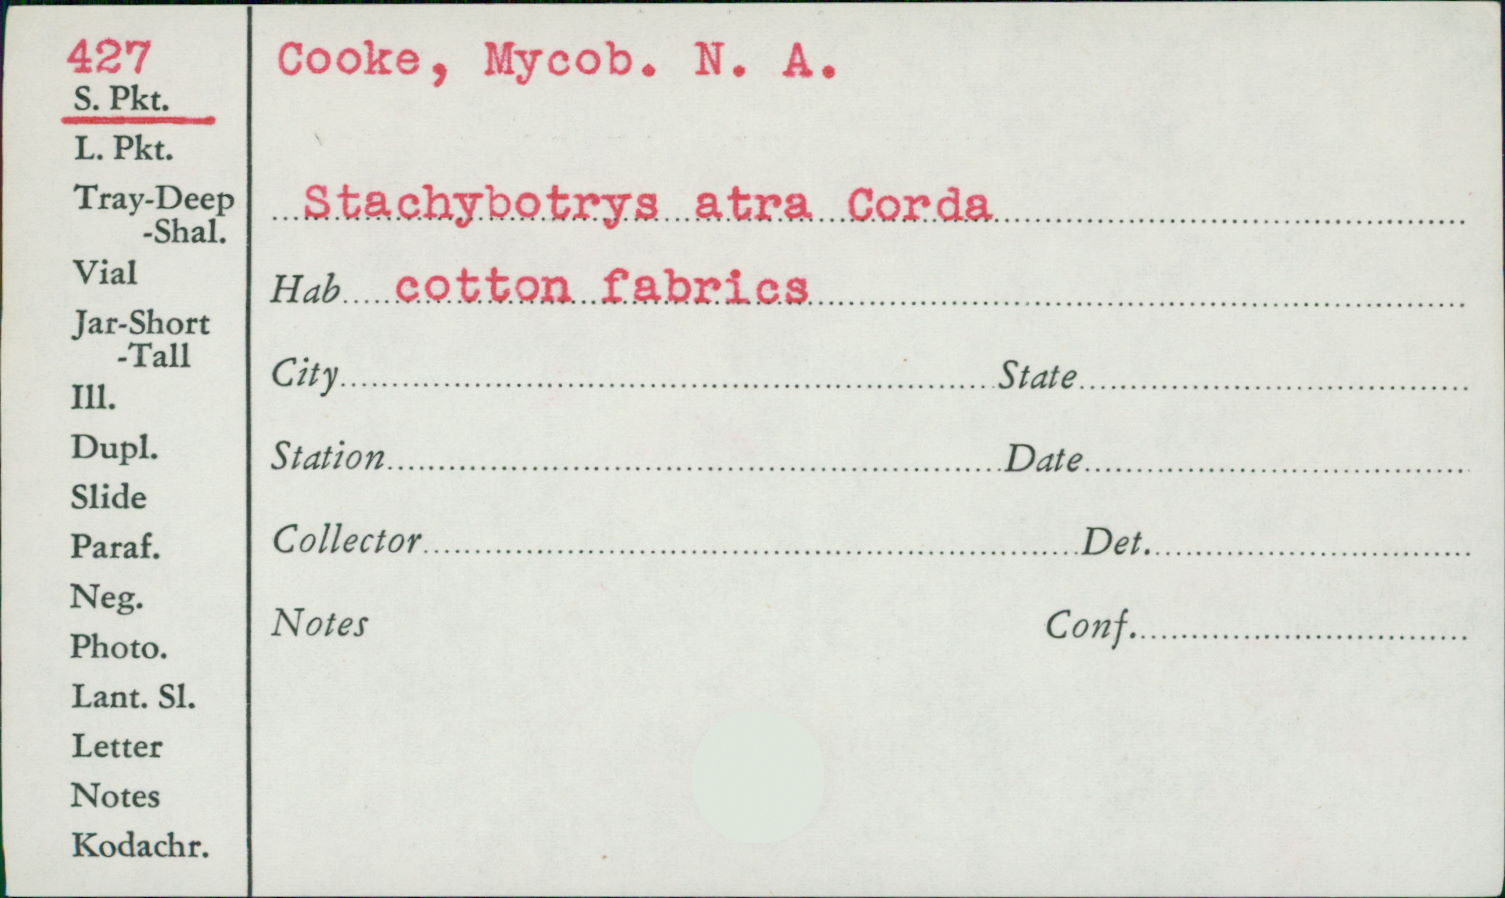 427
S. Pkt.
L. Pkt.
Tray-Deep
-Shal.
Vial
Jar-Short
-Tall
Ill.
Dupl.
Slide
Paraf.
Neg.
Photo.
Lant. Sl.
Letter
Notes
Kodachr.
Cooke, Mycob. N. A.
Stachybotrys atra Corda
Hab cotton fabrics
City State
Station Date
Collector Det.
Notes Conf.